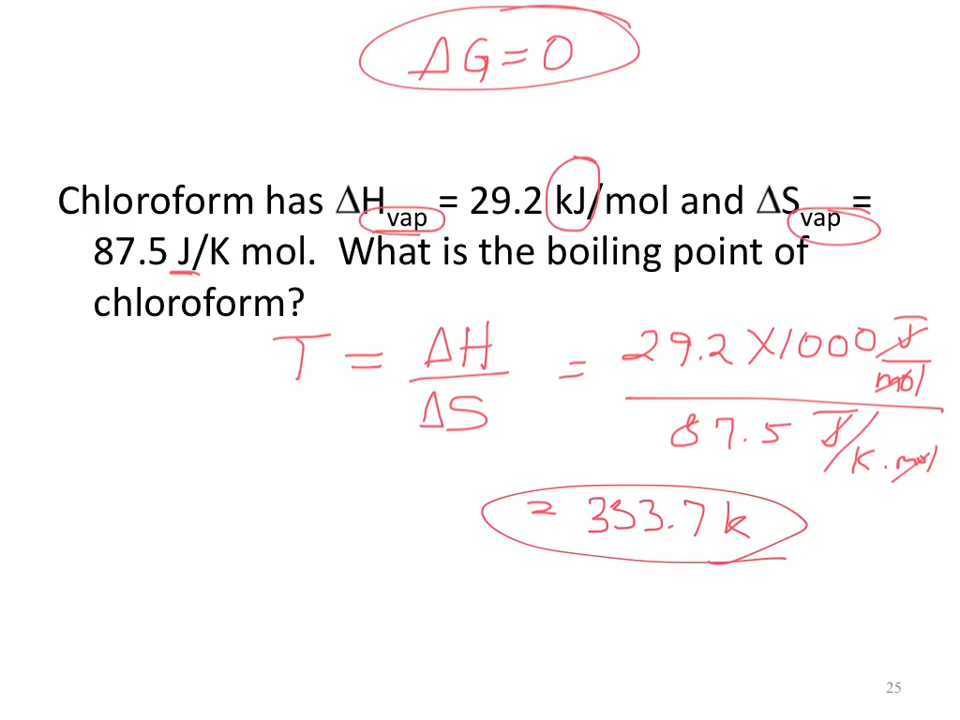 ΔG = 0
Chloroform has ΔHvap = 29.2 kJ/mol and ΔSvap =
87.5 J/K mol. What is the boiling point of
chloroform?
T = ΔH/ΔS = 29.2 X 1000 J/mol / 87.5 J/K.mol
= 333.7 k
25